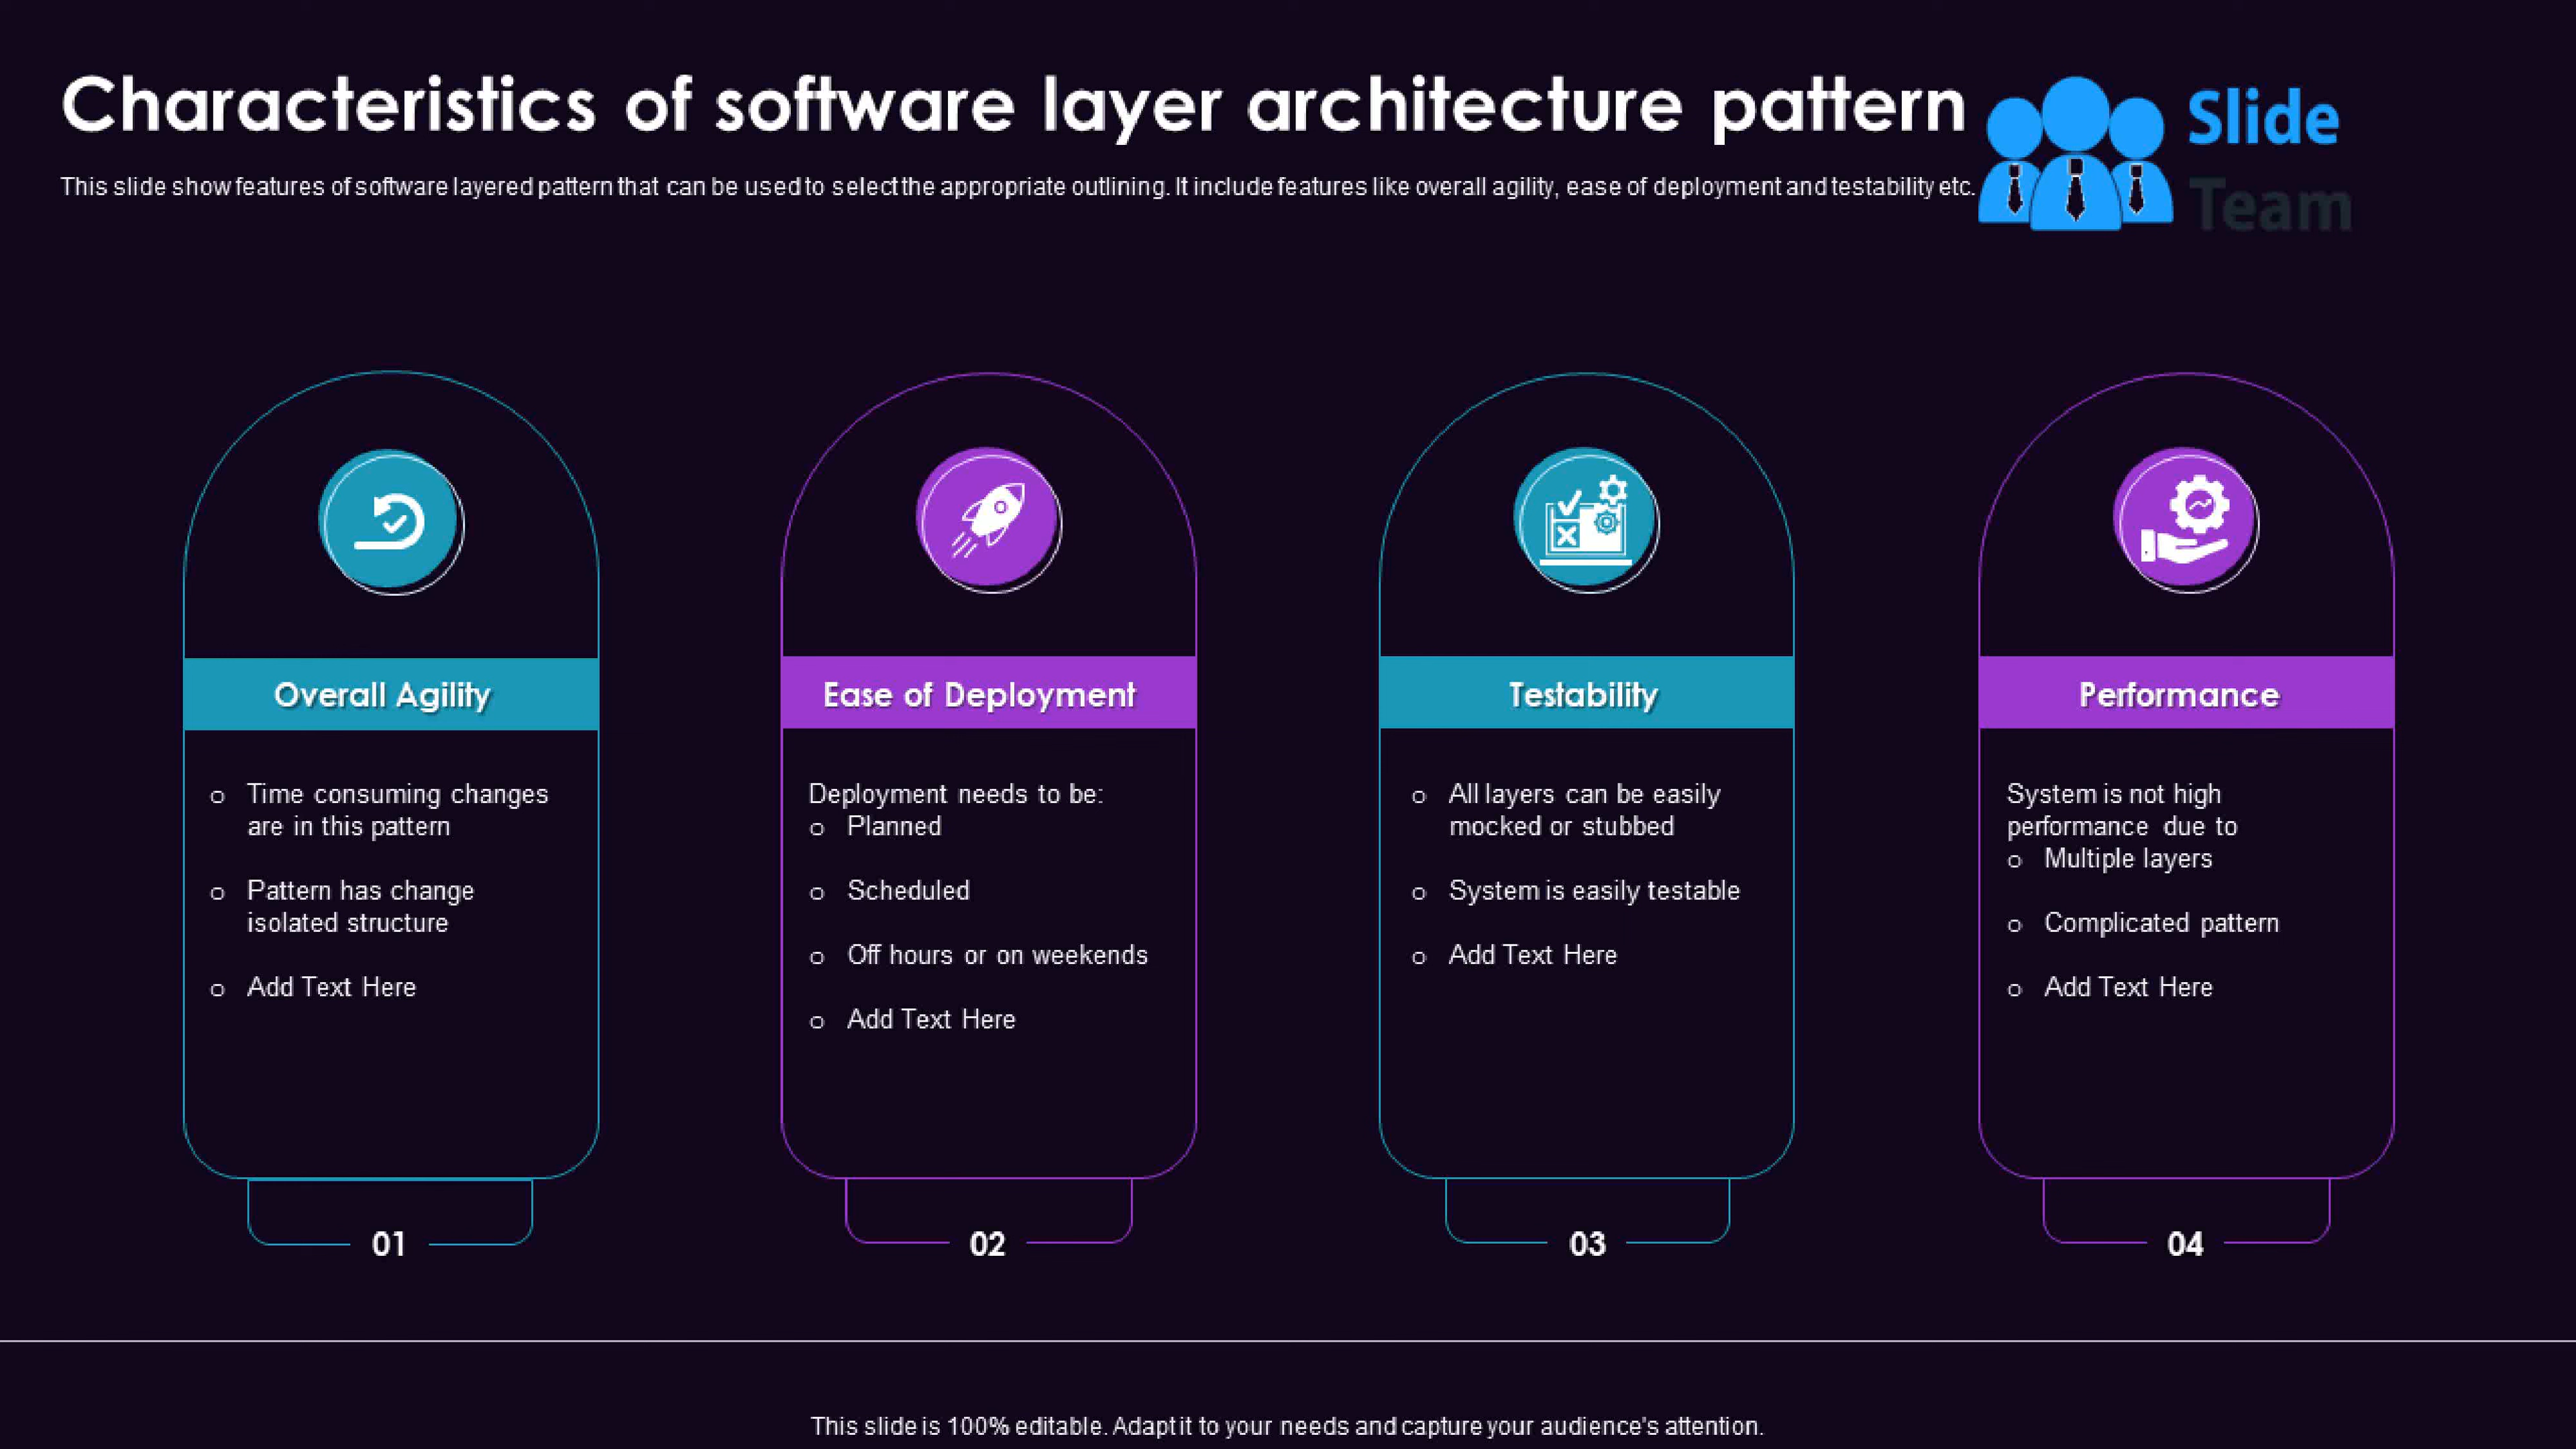 Characteristics of software layer architecture pattern
Slide
Team
This slide show features of software layered pattern that can be used to select the appropriate outlining. It include features like overall agility, ease of deployment and testability etc.
Overall Agility
Time consuming changes
are in this pattern
Pattern has change
isolated structure
Add Text Here
01
Ease of Deployment
Deployment needs to be:
Planned
Scheduled
Off hours or on weekends
Add Text Here
02
Testability
All layers can be easily
mocked or stubbed
System is easily testable
Add Text Here
03
Performance
System is not high
performance due to
Multiple layers
Complicated pattern
Add Text Here
04
This slide is 100% editable. Adapt it to your needs and capture your audience's attention.